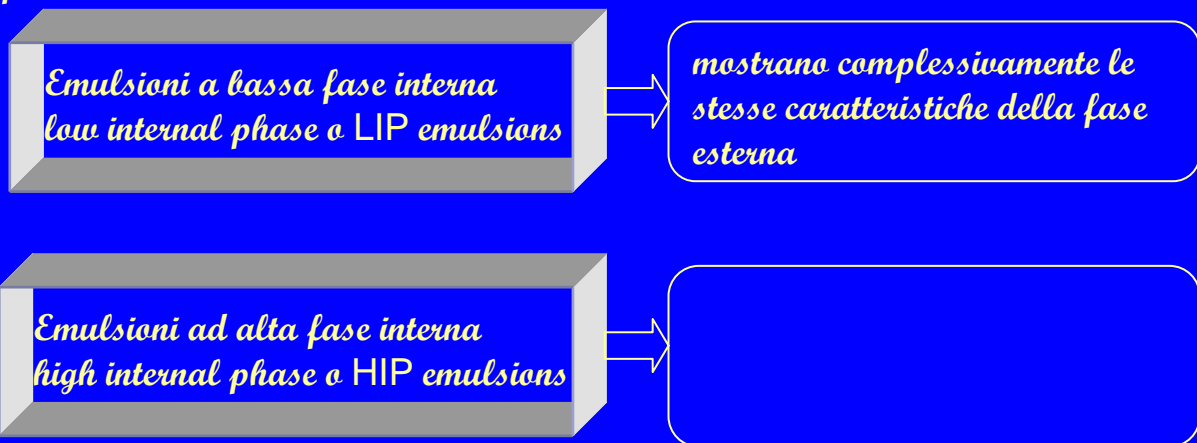 Emulsioni a bassa fase interna
low internal phase o LIP emulsions
mostrano complessivamente le
stesse caratteristiche della fase
esterna
Emulsioni ad alta fase interna
high internal phase o HIP emulsions